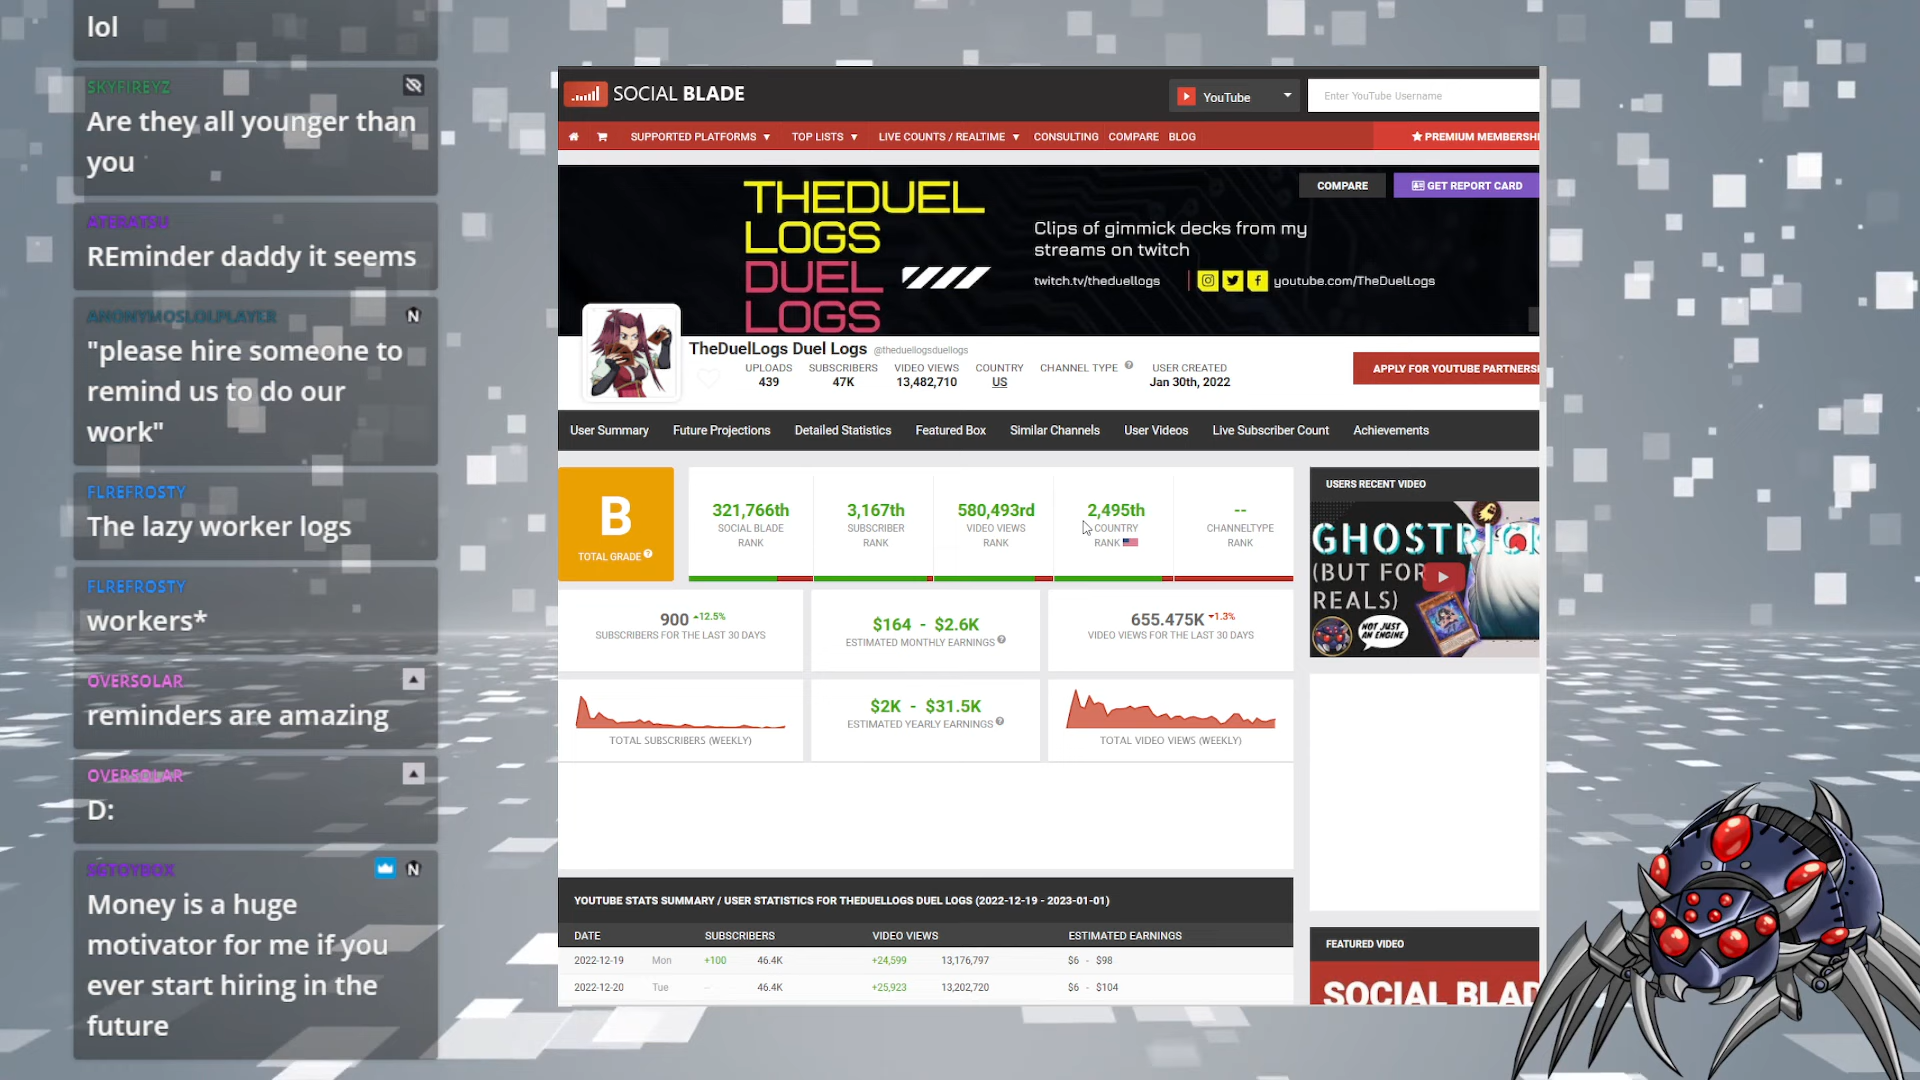 lol
SKYFIREYZ
Are they all younger than
you
ATERATSU
REminder daddy it seems
ANONYMOSLOLPLAYER
N
"please hire someone to
remind us to do our
work"
FLREFROSTY
The lazy worker logs
FLREFROSTY
workers*
OVERSOLAR
reminders are amazing
OVERSOLAR
D:
N
Money is a huge
motivator for me if you
ever start hiring in the
future
SOCIAL BLADE
YouTube
Enter YouTube Username
SUPPORTED PLATFORMS
TOP LISTS
LIVE COUNTS / REALTIME
CONSULTING
COMPARE
BLOG
PREMIUM MEMBERSHI
THEDUEL
LOGS
DUEL
LOGS
Clips of gimmick decks from my
streams on twitch
twitch.tv/theduellogs
youtube.com/TheDuelLogs
COMPARE
GET REPORT CARD
TheDuelLogs Duel Logs @theduellogsduellogs
UPLOADS
439
SUBSCRIBERS
47K
VIDEO VIEWS
13,482,710
COUNTRY
US
CHANNEL TYPE
USER CREATED
Jan 30th, 2022
APPLY FOR YOUTUBE PARTNERSH
User Summary
Future Projections
Detailed Statistics
Featured Box
Similar Channels
User Videos
Live Subscriber Count
Achievements
B
TOTAL GRADE
321,766th
SOCIAL BLADE
RANK
3,167th
SUBSCRIBER
RANK
580,493rd
VIDEO VIEWS
RANK
2,495th
COUNTRY
RANK
--
CHANNELTYPE
RANK
900 12.5%
SUBSCRIBERS FOR THE LAST 30 DAYS
$164 - $2.6K
ESTIMATED MONTHLY EARNINGS
655.475K 1.3%
VIDEO VIEWS FOR THE LAST 30 DAYS
TOTAL SUBSCRIBERS (WEEKLY)
$2K - $31.5K
ESTIMATED YEARLY EARNINGS
TOTAL VIDEO VIEWS (WEEKLY)
USERS RECENT VIDEO
GHOSTRICK
(BUT FOR
REALS)
NOT JUST
AN ENGINE
YOUTUBE STATS SUMMARY / USER STATISTICS FOR THEDUELLOGS DUEL LOGS (2022-12-19 - 2023-01-01)
DATE
SUBSCRIBERS
VIDEO VIEWS
ESTIMATED EARNINGS
2022-12-19 Mon +100 46.4K +24,599 13,176,797 $6 - $98
2022-12-20 Tue -- 46.4K +25,923 13,202,720 $6 - $104
FEATURED VIDEO
SOCIAL BLAD